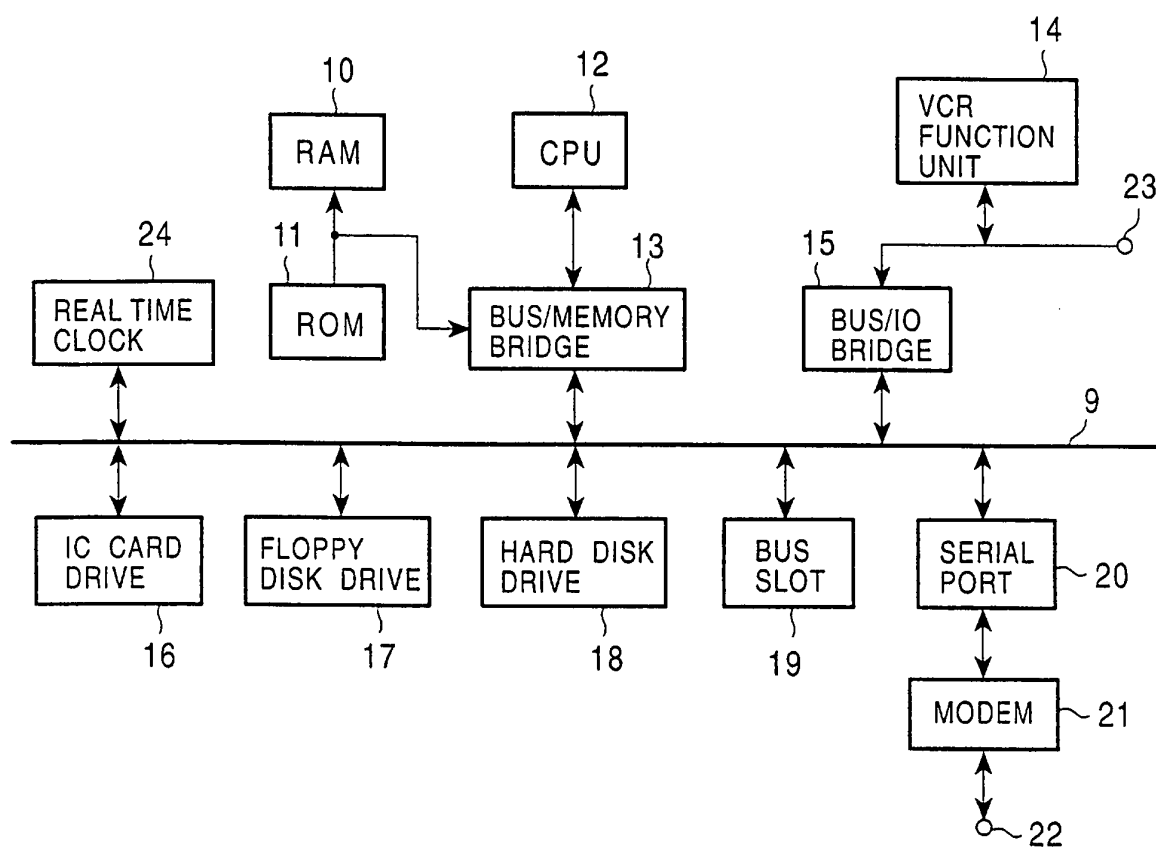 14
10
12
VCR
FUNCTION
UNIT
RAM
CPU
23
24
11
13
15
REAL TIME
CLOCK
ROM
BUS/MEMORY
BRIDGE
BUS/IO
BRIDGE
9
IC CARD
DRIVE
FLOPPY
DISK DRIVE
HARD DISK
DRIVE
BUS
SLOT
SERIAL
PORT
20
16
17
18
19
MODEM
21
22